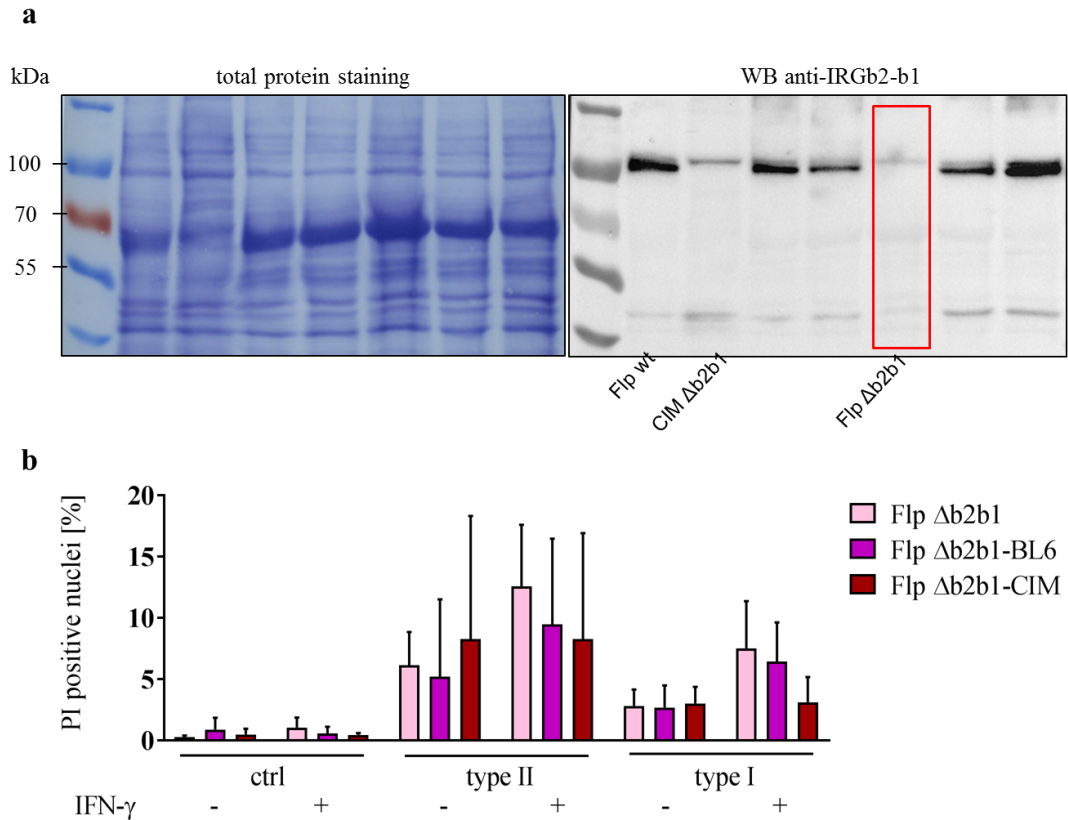 a
kDa
total protein staining
WB anti-IRGb2-b1
100
70
55
Flp wt
CIM Δb2b1
Flp Δb2b1
b
PI positive nuclei [%]
20
15
10
5
0
Flp Δb2b1
Flp Δb2b1-BL6
Flp Δb2b1-CIM
ctrl
type II
type I
IFN-γ
- + - + - +